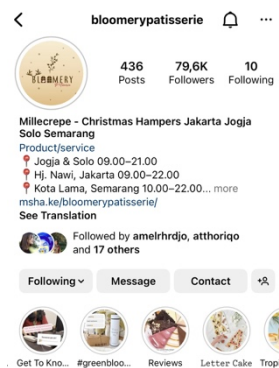 bloomerypatisserie
BLOOMERY
436 79,6K 10
Posts Followers Following
Millecrepe - Christmas Hampers Jakarta Jogja
Solo Semarang
Product/service
📍 Jogja & Solo 09.00–21.00
📍 Hj. Nawi, Jakarta 09.00–22.00
📍 Kota Lama, Semarang 10.00–22.00... more
msha.ke/bloomerypatisserie/
See Translation
Followed by amelrhrdjo, atthoriqo
and 17 others
Following Message Contact
Get To Kno... #greenbloo... Reviews Letter Cake Trop